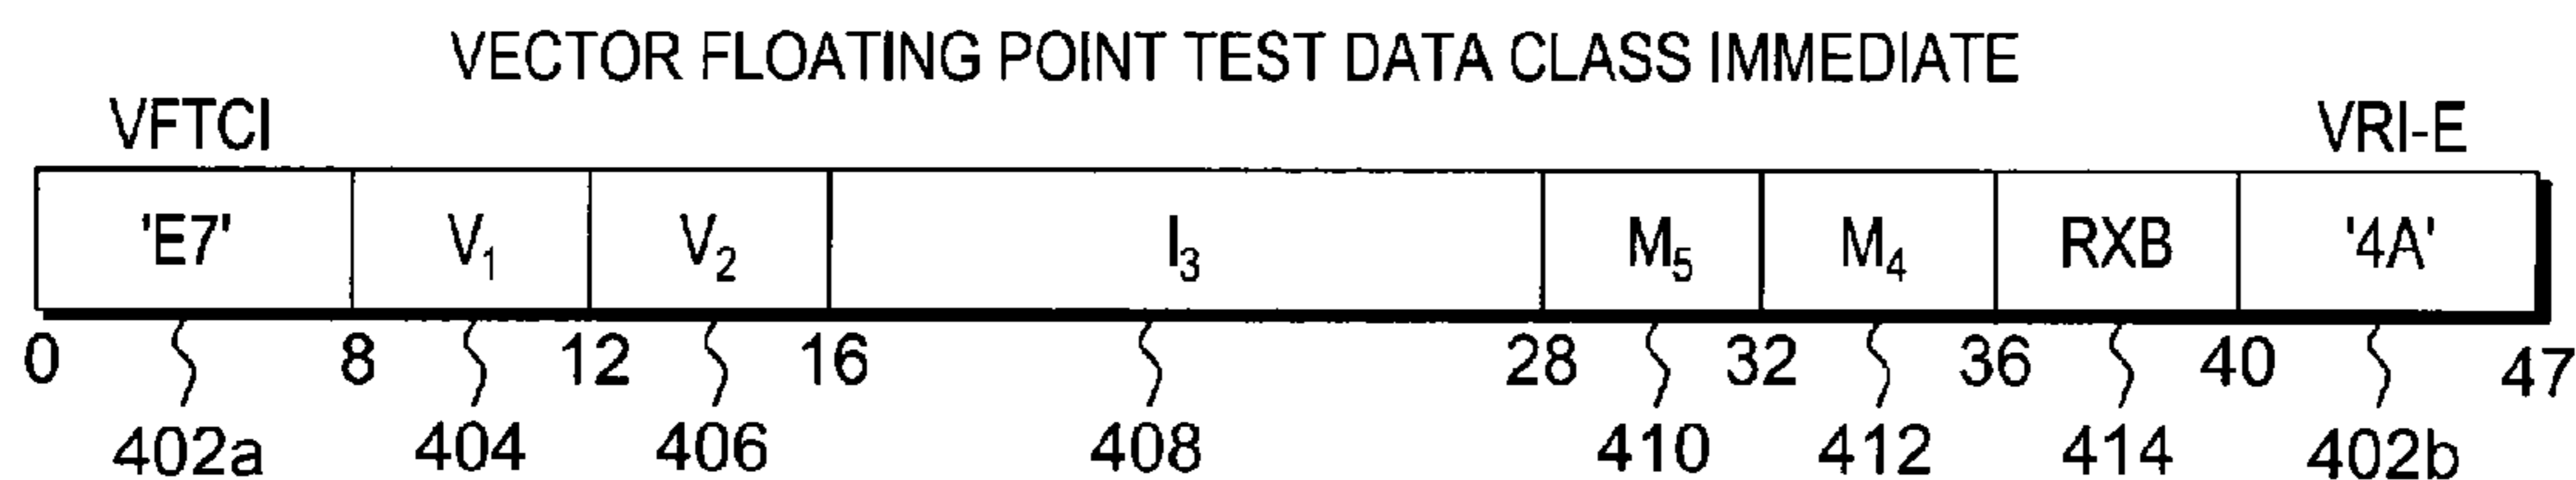 VECTOR FLOATING POINT TEST DATA CLASS IMMEDIATE
VFTCI VRI-E
'E7' V₁ V₂ I₃ M₅ M₄ RXB '4A'
0 8 12 16 28 32 36 40 47
402a 404 406 408 410 412 414 402b